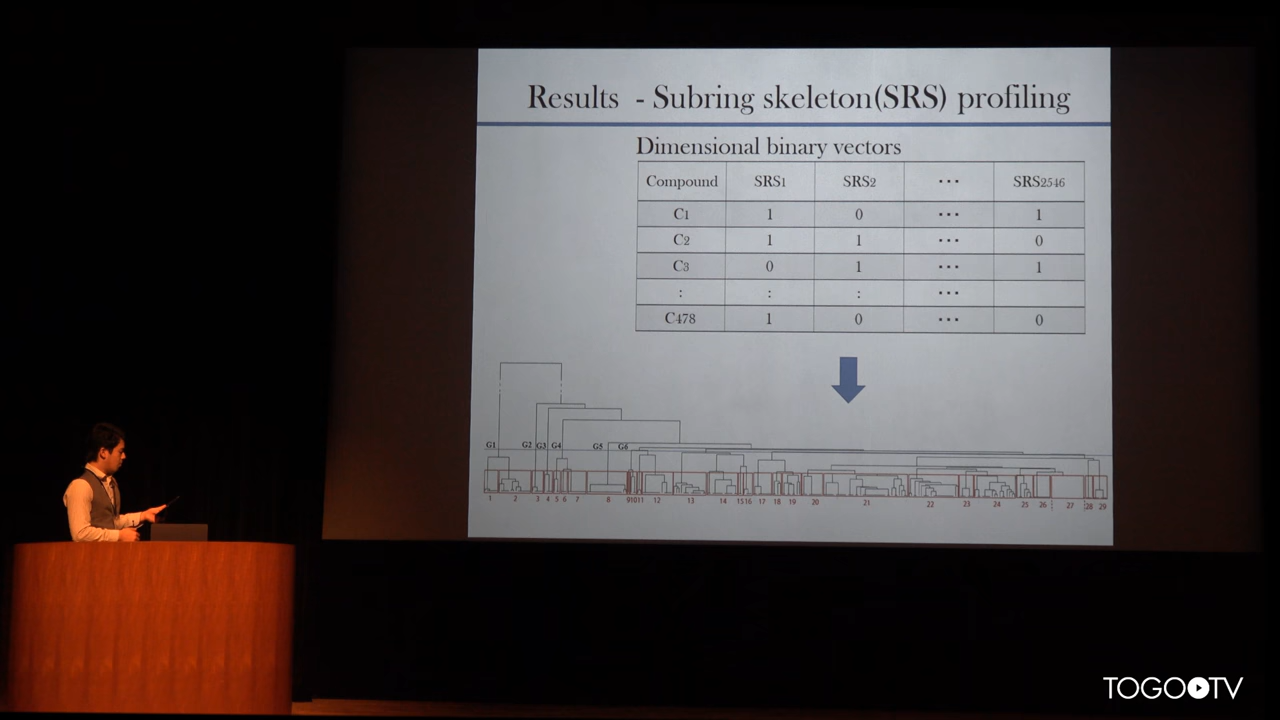 Results - Subring skeleton(SRS) profiling
Dimensional binary vectors
Compound SRS1 SRS2 ··· SRS2546
C1 1 0 ··· 1
C2 1 1 ··· 0
C3 0 1 ··· 1
: : : ···
C478 1 0 ··· 0
G1 G2 G3 G4 G5 G6
1 2 3 4 5 6 7 8 9 10 11 12 13 14 15 16 17 18 19 20 21 22 23 24 25 26 27 28 29
TOGO TV